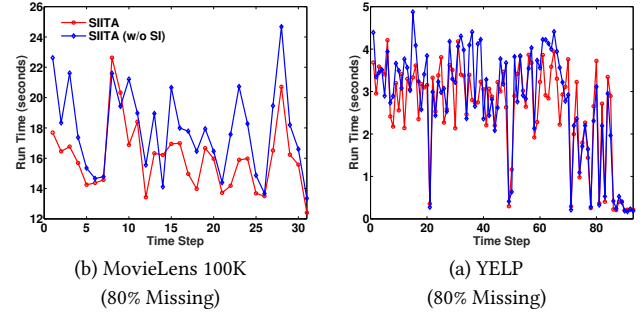 28
26
24
22
20
18
16
14
12
Run Time (seconds)
SIITA
SIITA (w/o SI)
0 5 10 15 20 25 30
Time Step
(b) MovieLens 100K
(80% Missing)
5
4
3
2
1
0
Run Time (seconds)
0 20 40 60 80
Time Step
(a) YELP
(80% Missing)